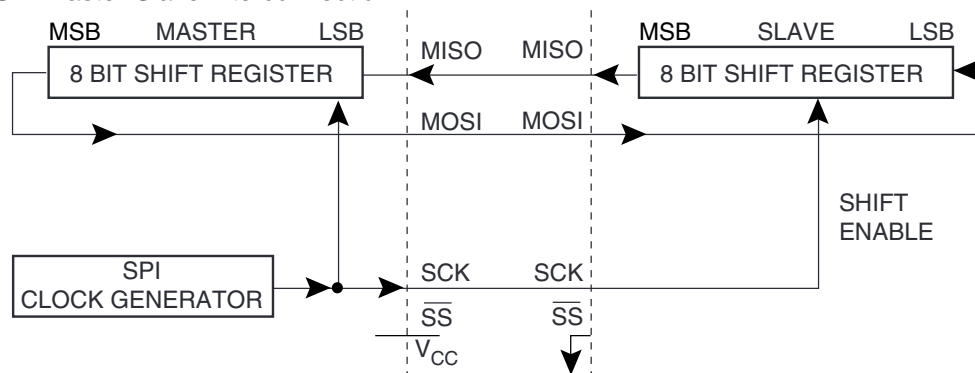 MSB MASTER LSB
8 BIT SHIFT REGISTER
MISO MISO
MSB SLAVE LSB
8 BIT SHIFT REGISTER
MOSI MOSI
SHIFT
ENABLE
SPI
CLOCK GENERATOR
SCK SCK
SS SS
VCC